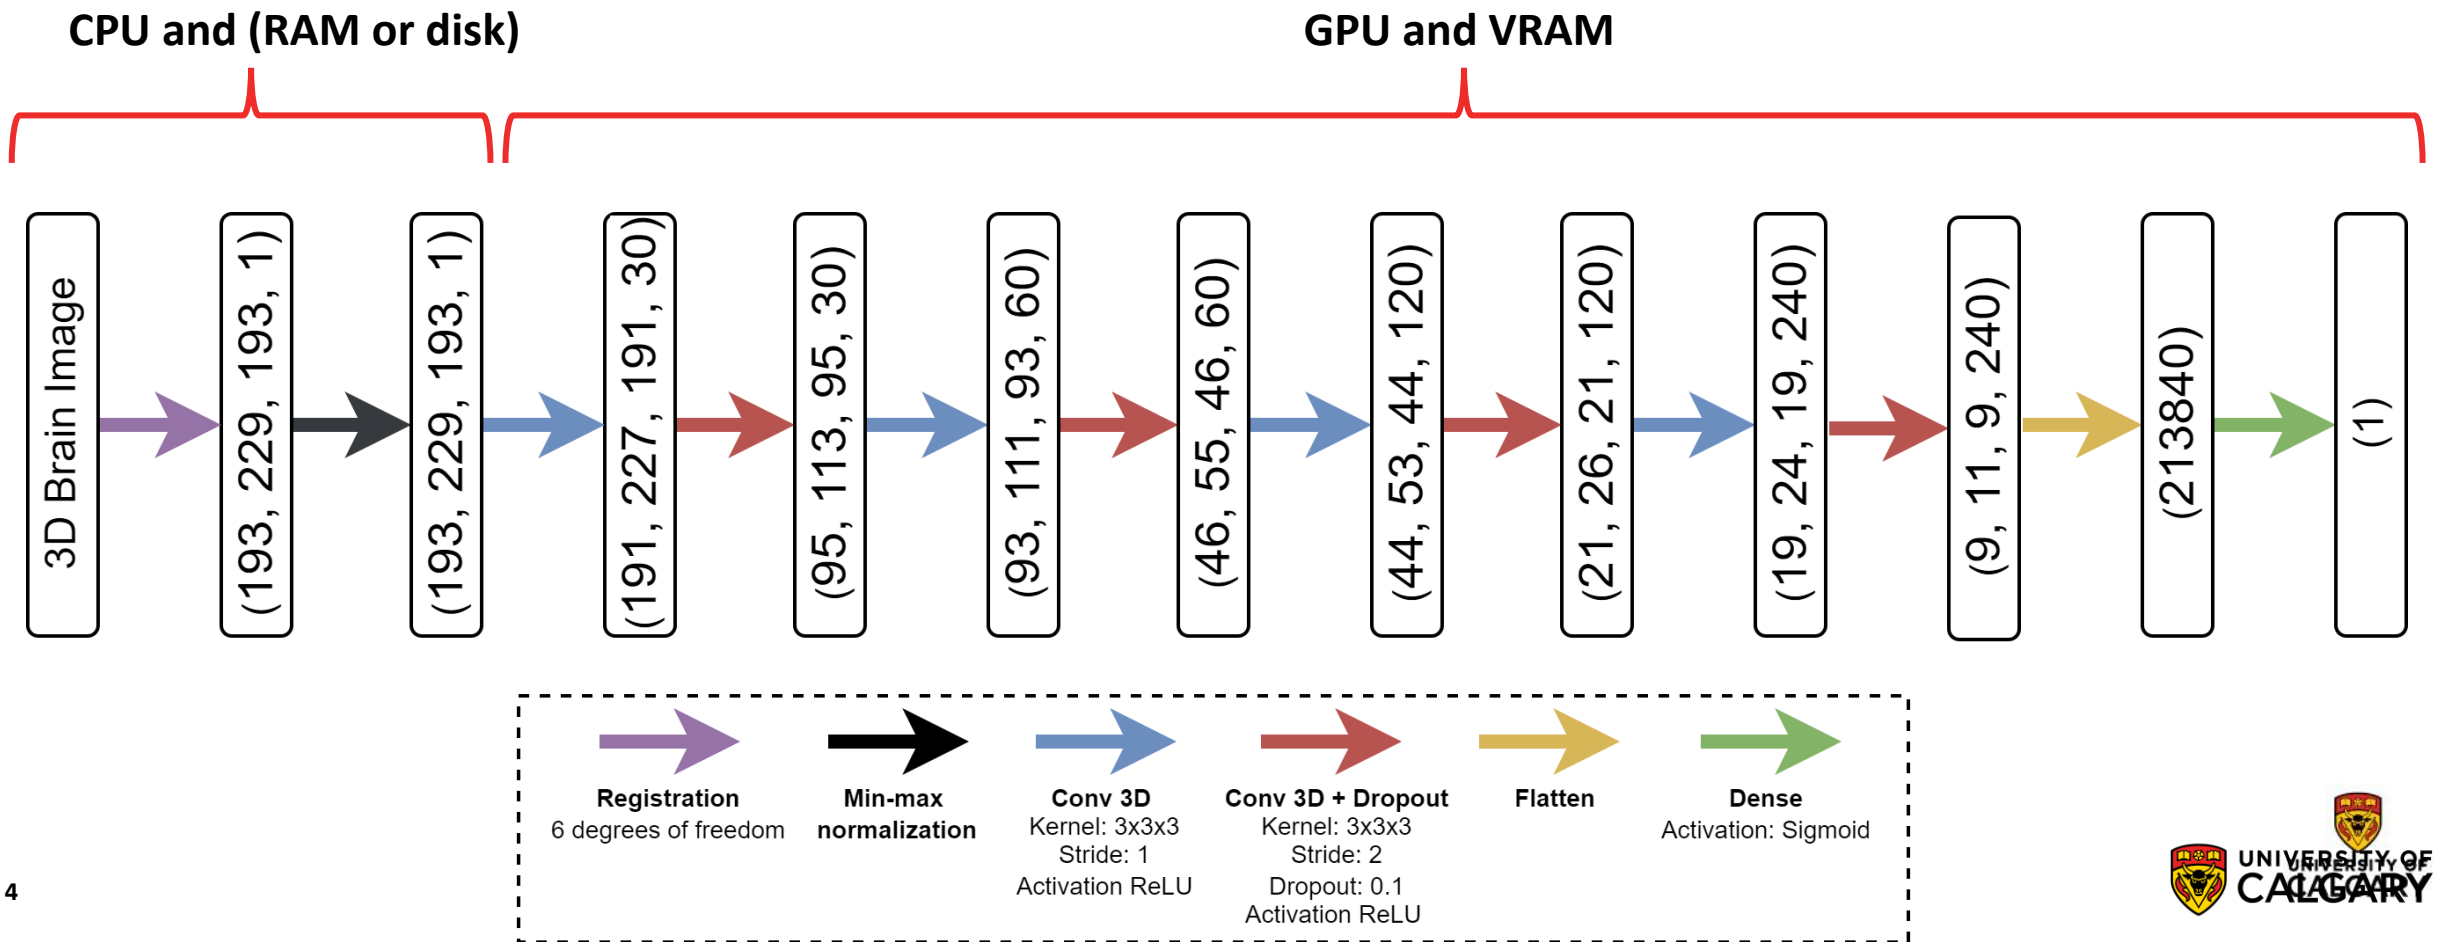 CPU and (RAM or disk)
GPU and VRAM
3D Brain Image
(193, 229, 193, 1)
(193, 229, 193, 1)
(191, 227, 191, 30)
(95, 113, 95, 30)
(93, 111, 93, 60)
(46, 55, 46, 60)
(44, 53, 44, 120)
(21, 26, 21, 120)
(19, 24, 19, 240)
(9, 11, 9, 240)
(213840)
(1)
Registration
6 degrees of freedom
Min-max
normalization
Conv 3D
Kernel: 3x3x3
Stride: 1
Activation ReLU
Conv 3D + Dropout
Kernel: 3x3x3
Stride: 2
Dropout: 0.1
Activation ReLU
Flatten
Dense
Activation: Sigmoid
4
UNIVERSITY OF
CALGARY
UNIVERSITY OF
CALGARY